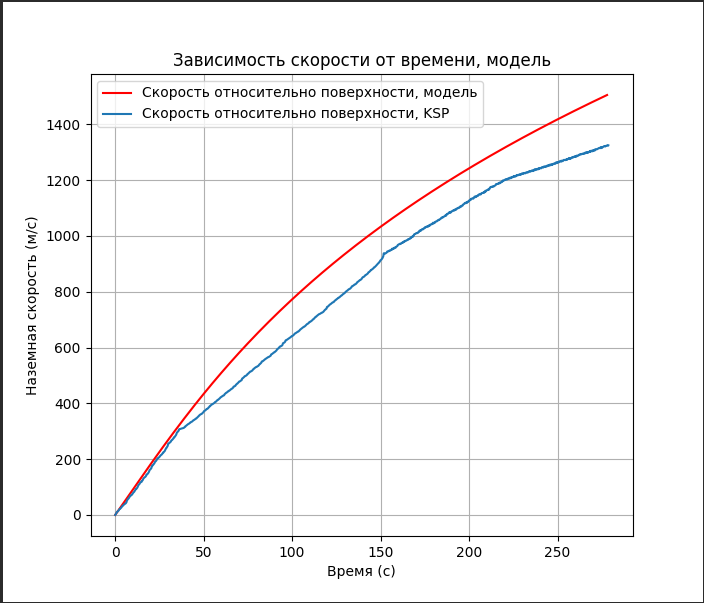 Зависимость скорости от времени, модель
Скорость относительно поверхности, модель
Скорость относительно поверхности, KSP
Наземная скорость (м/с)
1400
1200
1000
800
600
400
200
0
0 50 100 150 200 250
Время (с)